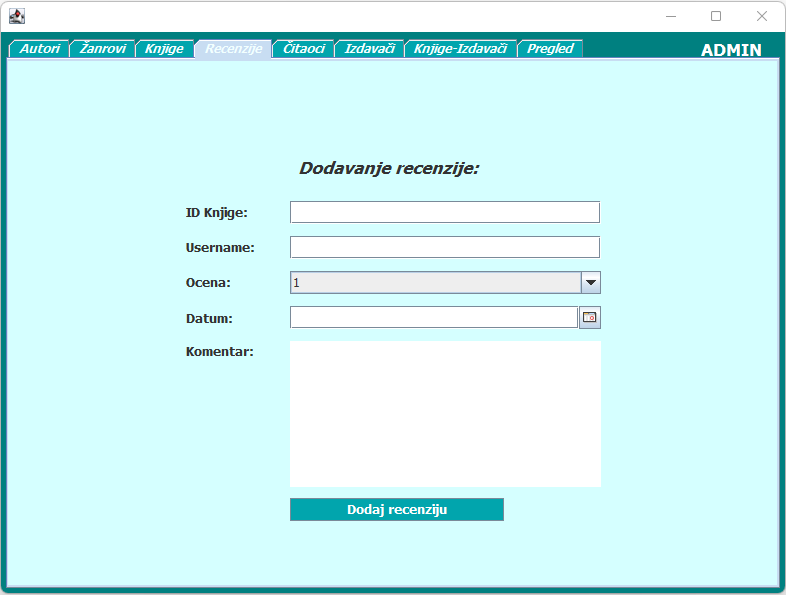 Autori Žanrovi Knjige Recenzije Čitaoci Izdavači Knjige-Izdavači Pregled ADMIN
Dodavanje recenzije:
ID Knjige:
Username:
Ocena: 1
Datum:
Komentar:
Dodaj recenziju